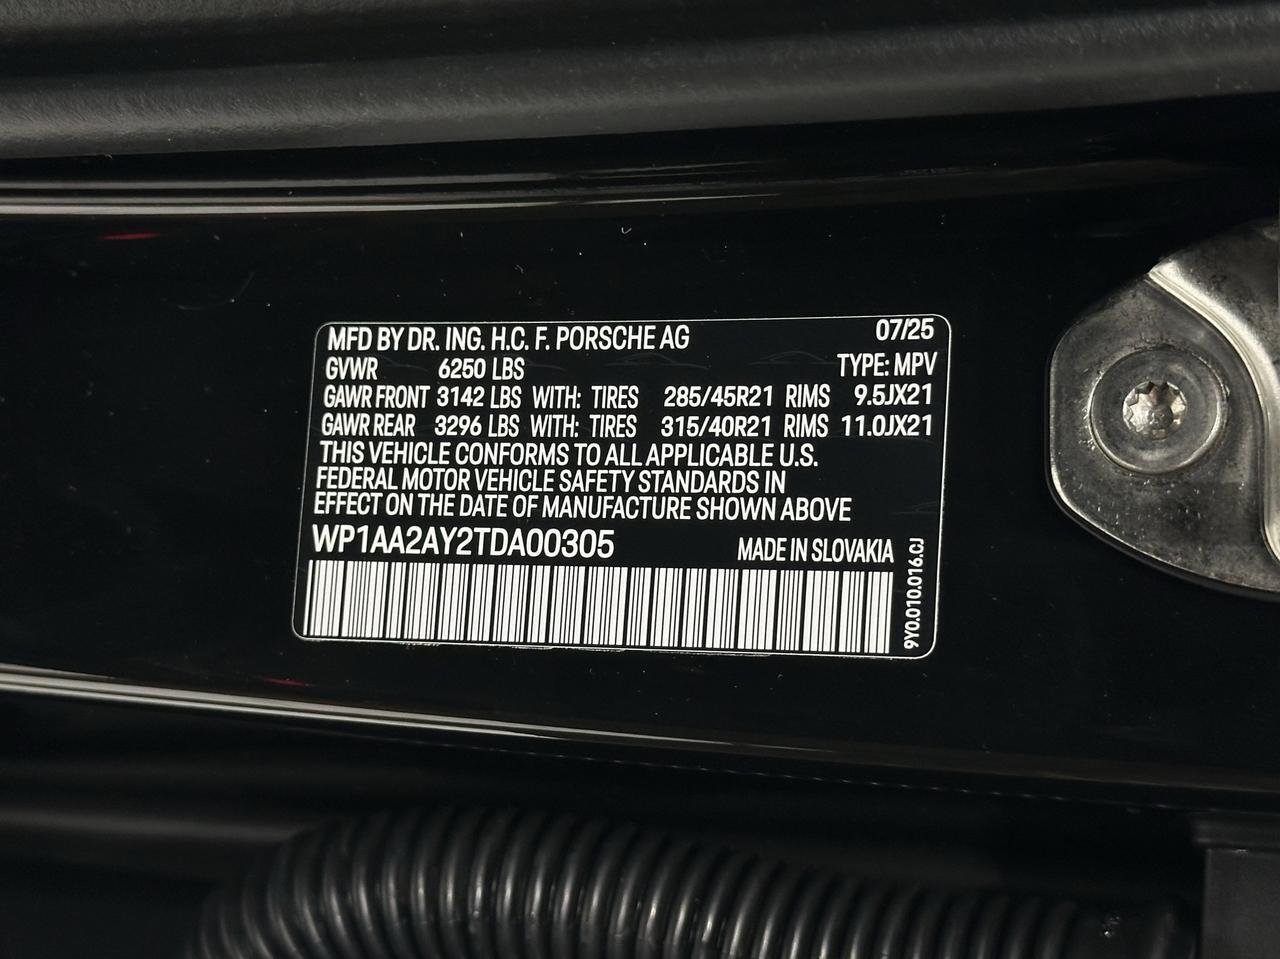 MFD BY DR. ING. H.C. F. PORSCHE AG 07/25
GVWR 6250 LBS TYPE: MPV
GAWR FRONT 3142 LBS WITH: TIRES 285/45R21 RIMS 9.5JX21
GAWR REAR 3296 LBS WITH: TIRES 315/40R21 RIMS 11.0JX21
THIS VEHICLE CONFORMS TO ALL APPLICABLE U.S.
FEDERAL MOTOR VEHICLE SAFETY STANDARDS IN
EFFECT ON THE DATE OF MANUFACTURE SHOWN ABOVE
WP1AA2AY2TDA00305 MADE IN SLOVAKIA
9Y0.010.016.CJ